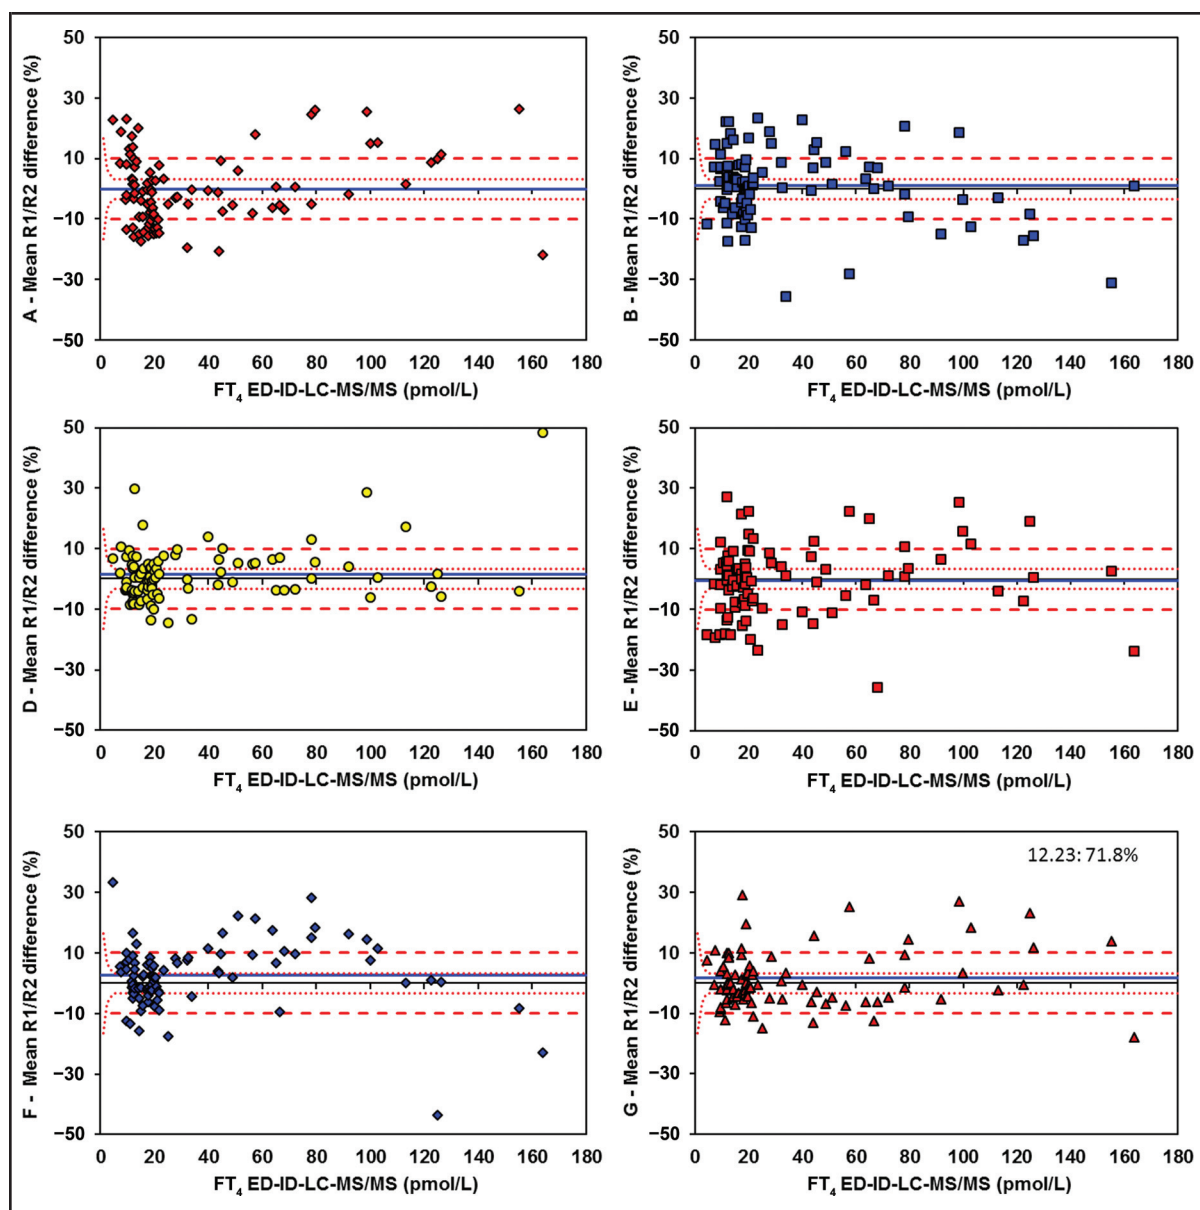 A - Mean R1/R2 difference (%)
50
30
10
−10
−30
−50
0 20 40 60 80 100 120 140 160 180
FT4 ED-ID-LC-MS/MS (pmol/L)
B - Mean R1/R2 difference (%)
50
30
10
−10
−30
−50
0 20 40 60 80 100 120 140 160 180
FT4 ED-ID-LC-MS/MS (pmol/L)
D - Mean R1/R2 difference (%)
50
30
10
−10
−30
−50
0 20 40 60 80 100 120 140 160 180
FT4 ED-ID-LC-MS/MS (pmol/L)
E - Mean R1/R2 difference (%)
50
30
10
−10
−30
−50
0 20 40 60 80 100 120 140 160 180
FT4 ED-ID-LC-MS/MS (pmol/L)
F - Mean R1/R2 difference (%)
50
30
10
−10
−30
−50
0 20 40 60 80 100 120 140 160 180
FT4 ED-ID-LC-MS/MS (pmol/L)
G - Mean R1/R2 difference (%)
50
30
10
−10
−30
−50
12.23: 71.8%
0 20 40 60 80 100 120 140 160 180
FT4 ED-ID-LC-MS/MS (pmol/L)